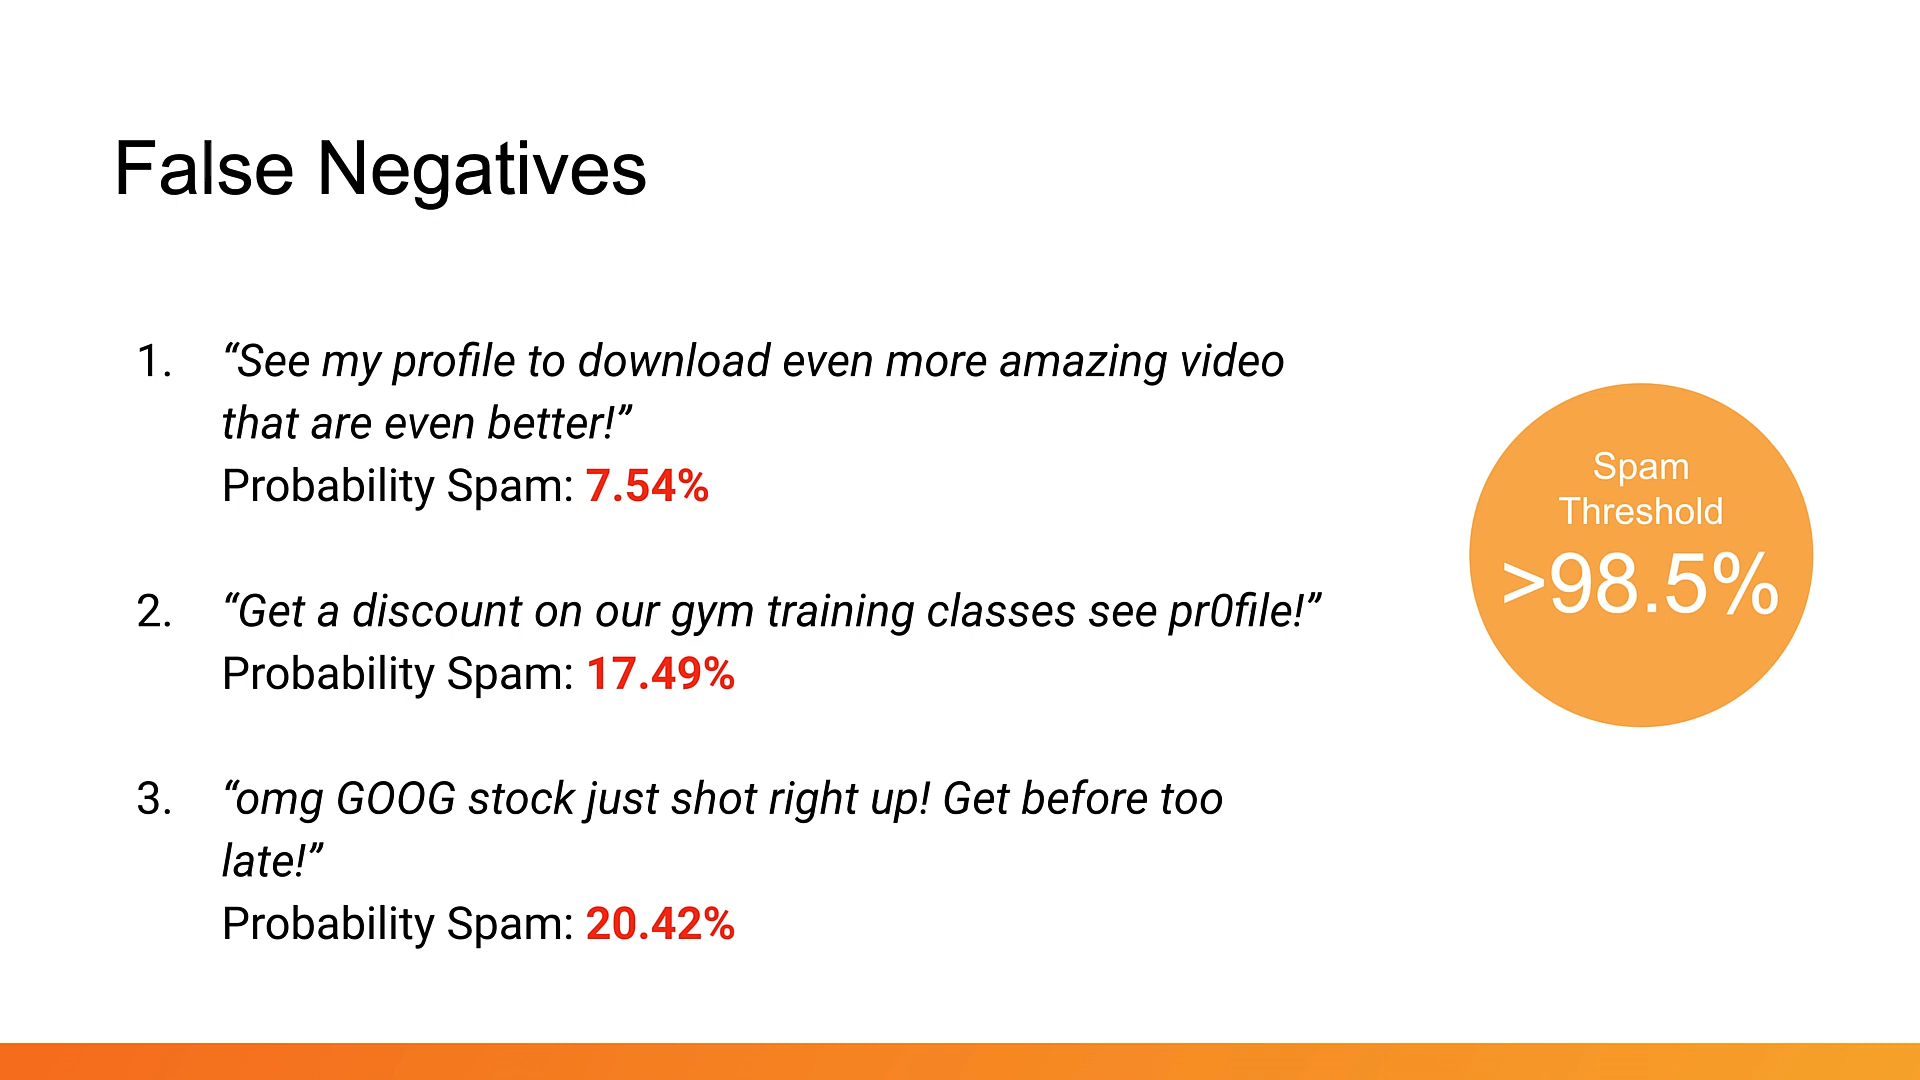 False Negatives
1. “See my profile to download even more amazing video
that are even better!”
Probability Spam: 7.54%
2. “Get a discount on our gym training classes see pr0file!”
Probability Spam: 17.49%
3. “omg GOOG stock just shot right up! Get before too
late!”
Probability Spam: 20.42%
Spam
Threshold
>98.5%